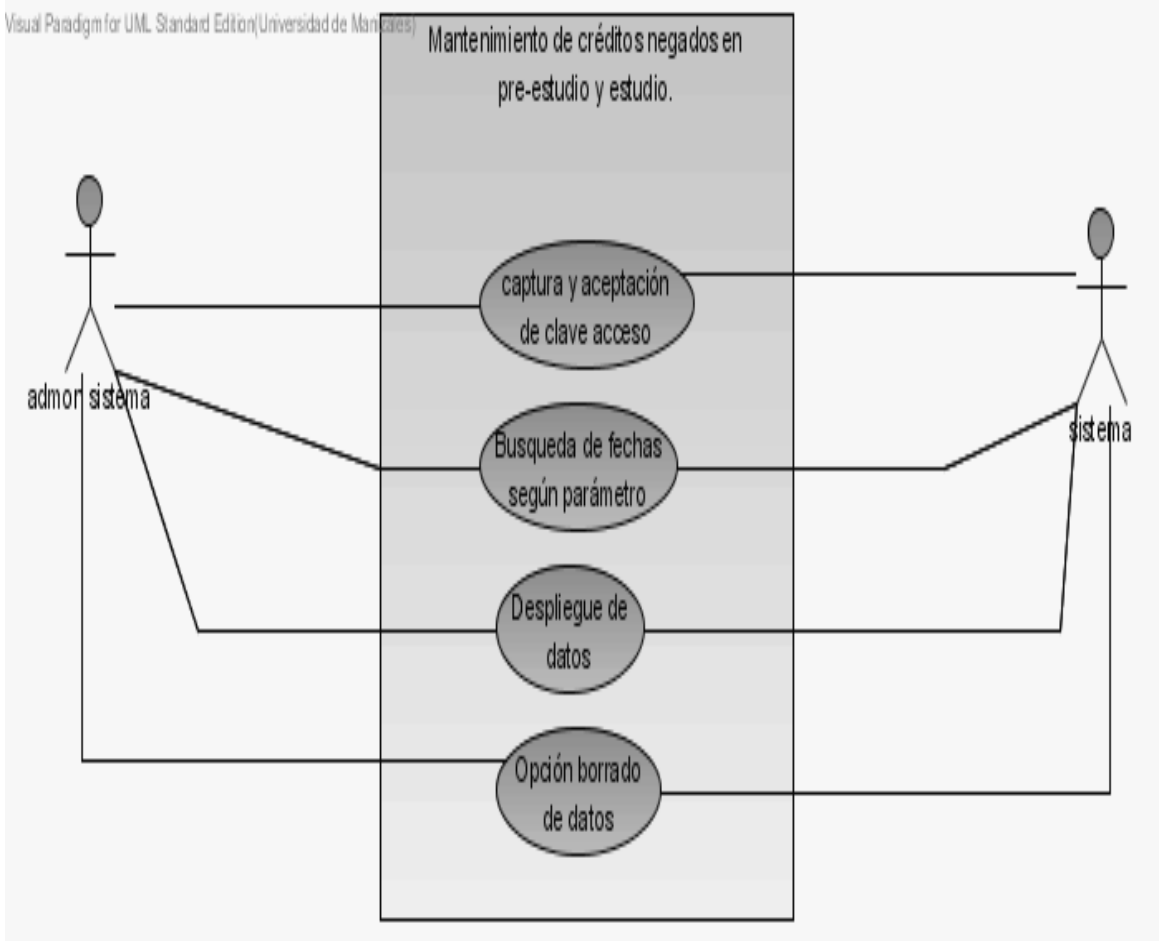 Visual Paradigm for UML Standard Edition(Universidad de Manizales)
Mantenimiento de créditos negados en
pre-estudio y estudio.
captura y aceptación
de clave acceso
admon sistema
sistema
Busqueda de fechas
según parámetro
Despliegue de
datos
Opción borrado
de datos